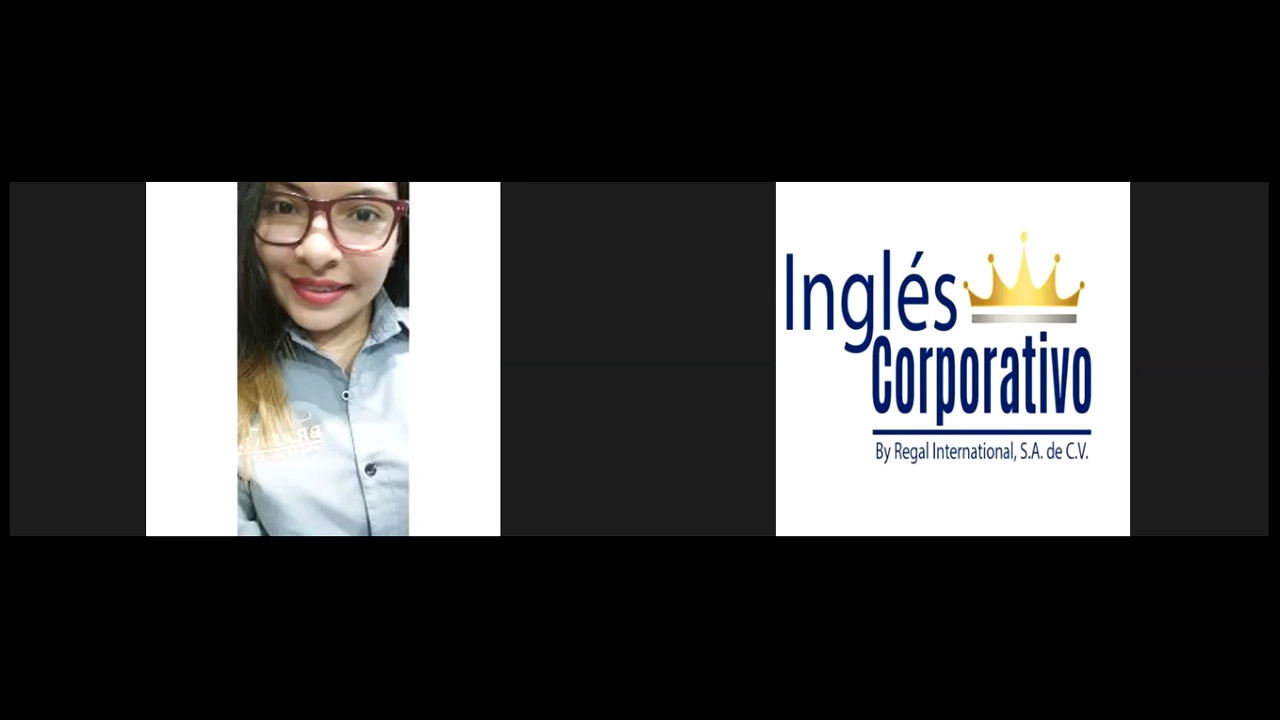 Inglés
Corporativo
By Regal International, S.A. de C.V.